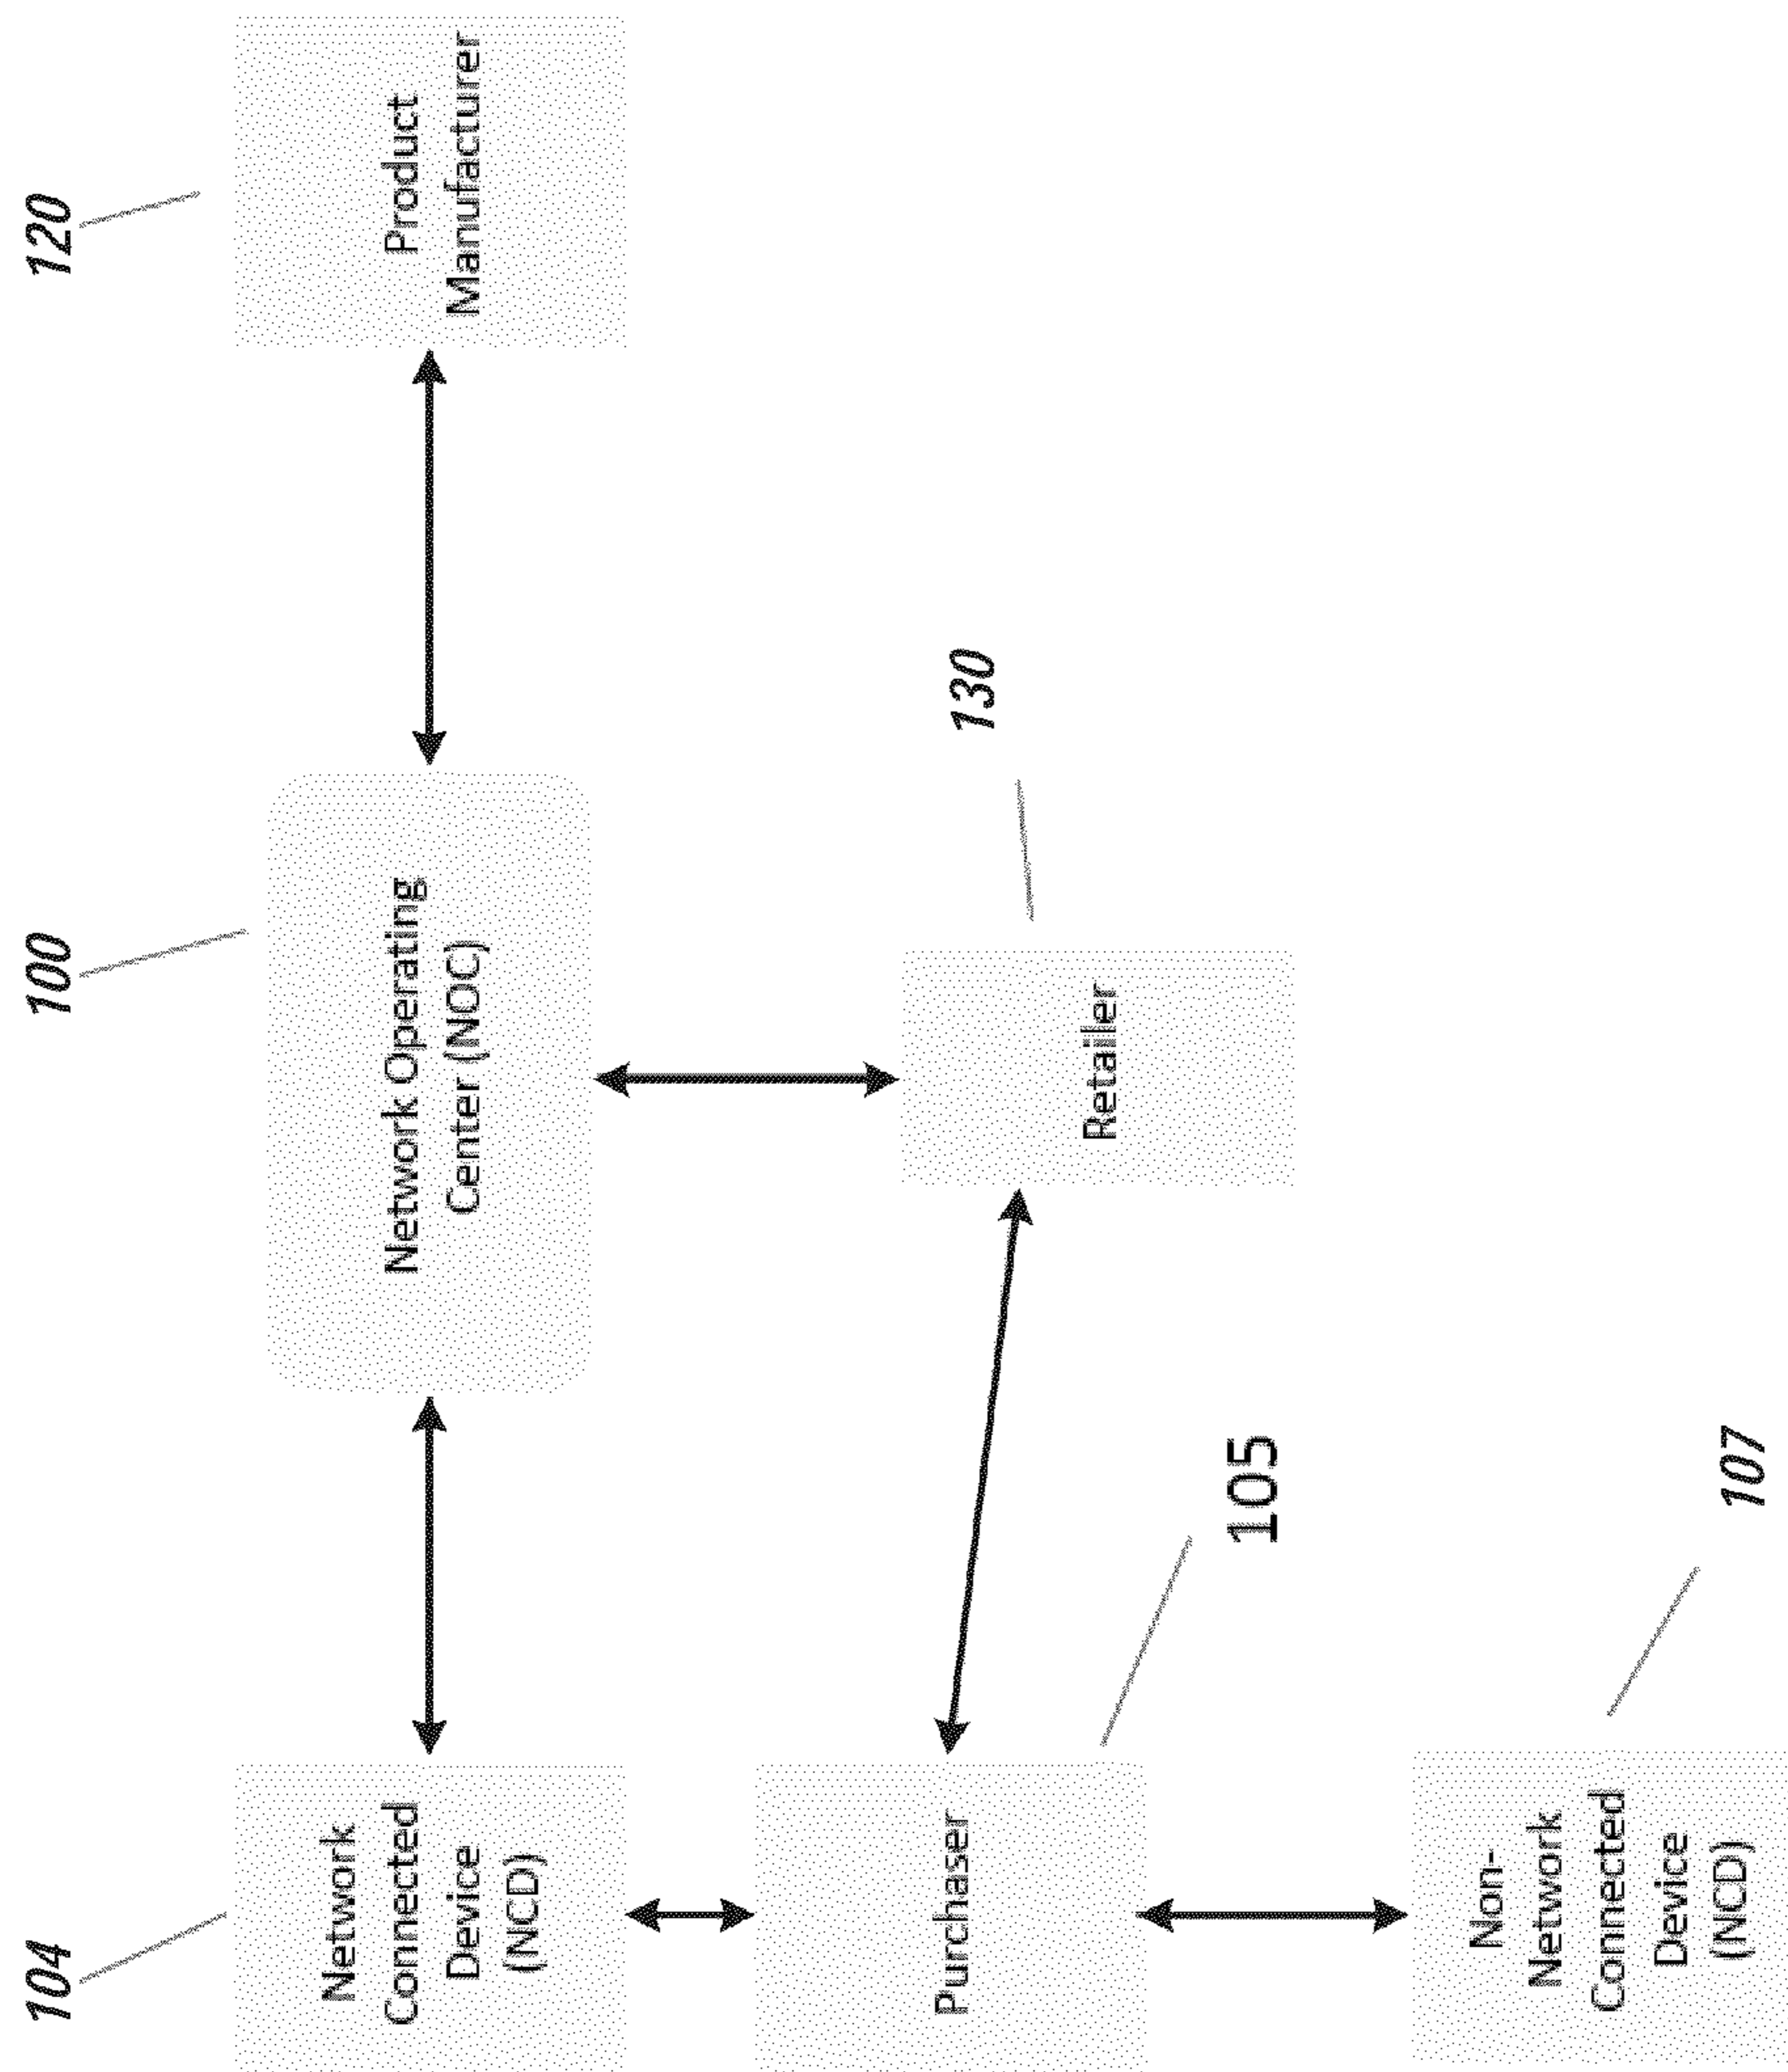 104
100
120
Network
Connected
Device
(NCD)
Network Operating
Center (NOC)
Product
Manufacturer
Purchaser
105
Retailer
130
Non-
Network
Connected
Device
(NCD)
107